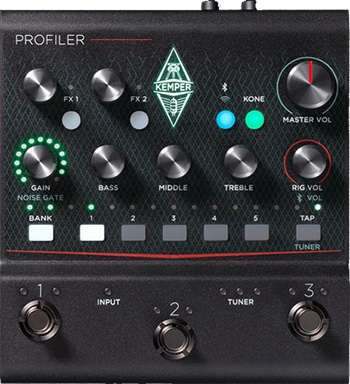 PROFILER
KEMPER
FX 1
FX 2
KONE
MASTER VOL
GAIN
BASS
MIDDLE
TREBLE
RIG VOL
NOISE GATE
VOL
BANK
1
2
3
4
5
TAP
TUNER
1
INPUT
2
TUNER
3